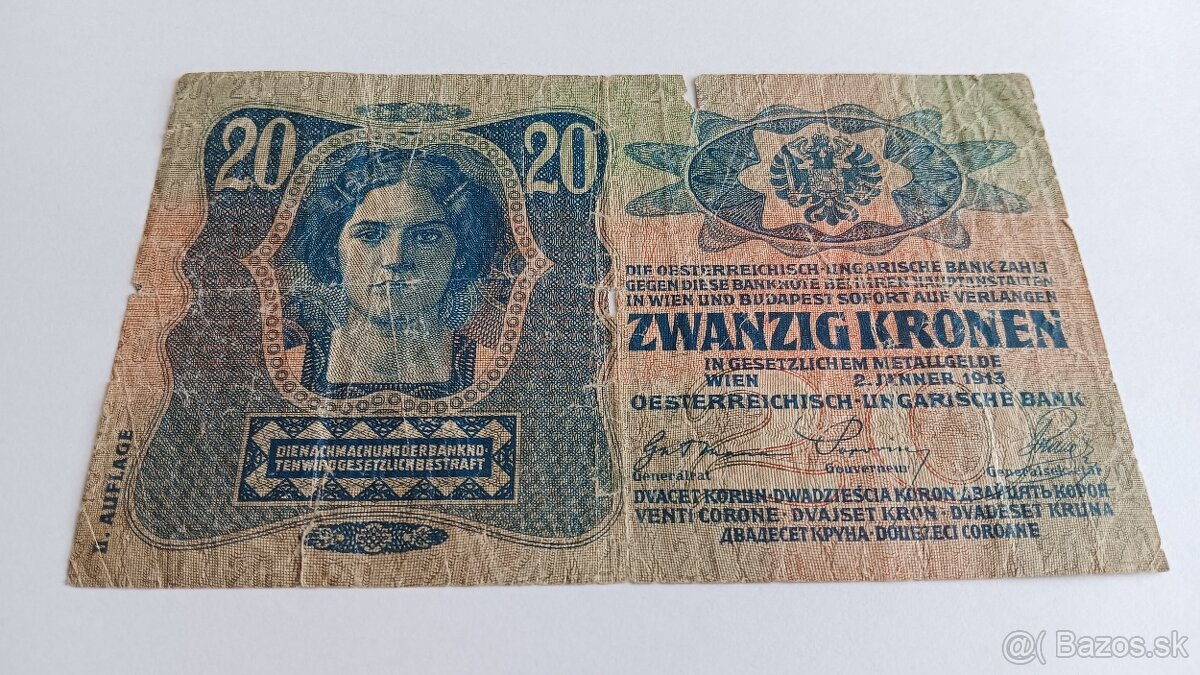 20
20
DIE OESTERREICHISCH-UNGARISCHE BANK ZAHLT
GEGEN DIESE BANKNOTE BEI IHREN HAUPTANSTALTEN
IN WIEN UND BUDAPEST SOFORT AUF VERLANGEN
ZWANZIG KRONEN
IN GESETZLICHEM METALLGELDE
WIEN 2. JÄNNER 1913
OESTERREICHISCH-UNGARISCHE BANK
Generalrat
Gouverneur
Generalsekretär
DVACET KORUN·DWADZIEŚCIA KORON ДВАЙЦЯТЬ КОРОН
VENTI CORONE·DVAJSET KRON·DVADESET KRUNA
ДВАДЕСЕТ КРУНА·DOUEZECI COROANE
DIE NACHMACHUNG DER BANKNO-
TEN WIRD GESETZLICH BESTRAFT
II. AUFLAGE
@( Bazos.sk